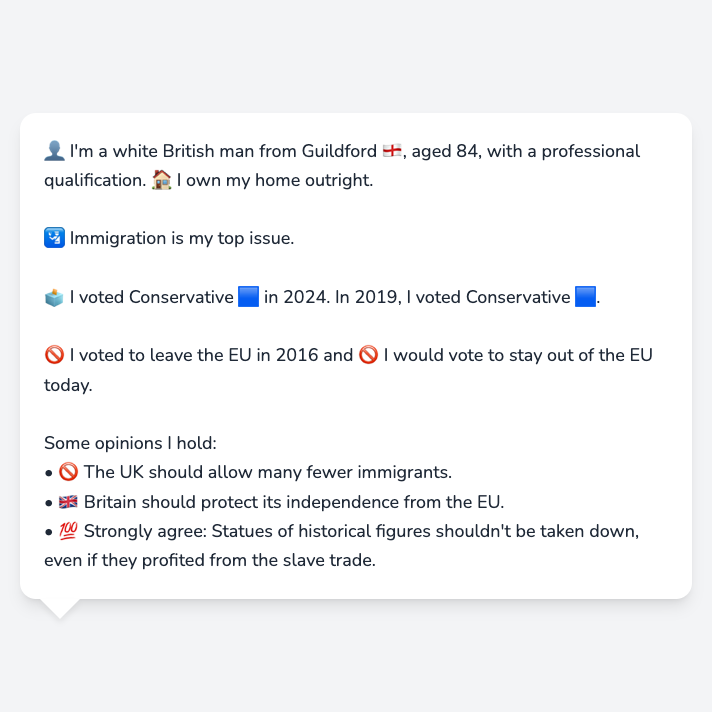 👤 I'm a white British man from Guildford 🏴󠁧󠁢󠁥󠁮󠁧󠁿, aged 84, with a professional
qualification. 🏠 I own my home outright.
🛂 Immigration is my top issue.
🗳️ I voted Conservative 🟦 in 2024. In 2019, I voted Conservative 🟦.
🚫 I voted to leave the EU in 2016 and 🚫 I would vote to stay out of the EU
today.
Some opinions I hold:
• 🚫 The UK should allow many fewer immigrants.
• 🇬🇧 Britain should protect its independence from the EU.
• 💯 Strongly agree: Statues of historical figures shouldn't be taken down,
even if they profited from the slave trade.